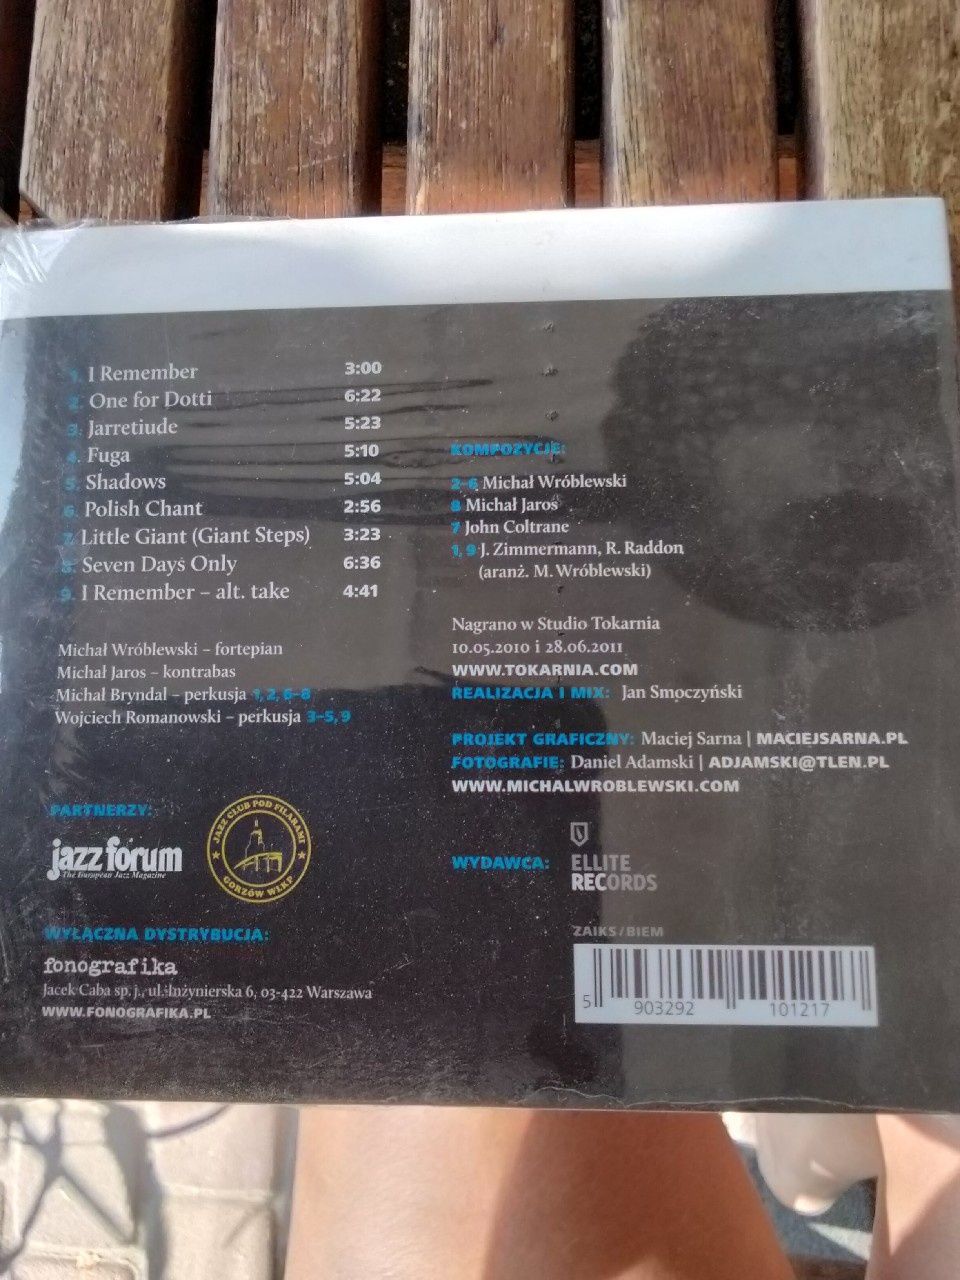 1. I Remember 3:00
2. One for Dotti 6:22
3. Jarretiude 5:23
4. Fuga 5:10
5. Shadows 5:04
6. Polish Chant 2:56
7. Little Giant (Giant Steps) 3:23
8. Seven Days Only 6:36
9. I Remember – alt. take 4:41
Michał Wróblewski – fortepian
Michał Jaros – kontrabas
Michał Bryndal – perkusja 1, 2, 6–8
Wojciech Romanowski – perkusja 3–5, 9
PARTNERZY:
jazz forum
The European Jazz Magazine
JAZZ CLUB POD FILARAMI
GORZÓW WLKP
WYŁĄCZNA DYSTRYBUCJA:
fonografika
Jacek Caba sp. j., ul. Inżynierska 6, 03-422 Warszawa
WWW.FONOGRAFIKA.PL
KOMPOZYCJE:
2–6 Michał Wróblewski
8 Michał Jaros
7 John Coltrane
1, 9 J. Zimmermann, R. Raddon
(aranż. M. Wróblewski)
Nagrano w Studio Tokarnia
10.05.2010 i 28.06.2011
WWW.TOKARNIA.COM
REALIZACJA I MIX: Jan Smoczyński
PROJEKT GRAFICZNY: Maciej Sarna | MACIEJSARNA.PL
FOTOGRAFIE: Daniel Adamski | ADJAMSKI@TLEN.PL
WWW.MICHALWROBLEWSKI.COM
WYDAWCA:
ELLITE
RECORDS
ZAIKS/BIEM
5 903292 101217